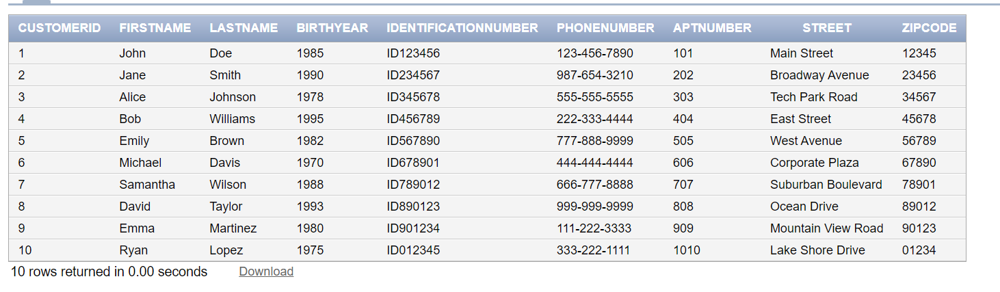 CUSTOMERID FIRSTNAME LASTNAME BIRTHYEAR IDENTIFICATIONNUMBER PHONENUMBER APTNUMBER STREET ZIPCODE
1 John Doe 1985 ID123456 123-456-7890 101 Main Street 12345
2 Jane Smith 1990 ID234567 987-654-3210 202 Broadway Avenue 23456
3 Alice Johnson 1978 ID345678 555-555-5555 303 Tech Park Road 34567
4 Bob Williams 1995 ID456789 222-333-4444 404 East Street 45678
5 Emily Brown 1982 ID567890 777-888-9999 505 West Avenue 56789
6 Michael Davis 1970 ID678901 444-444-4444 606 Corporate Plaza 67890
7 Samantha Wilson 1988 ID789012 666-777-8888 707 Suburban Boulevard 78901
8 David Taylor 1993 ID890123 999-999-9999 808 Ocean Drive 89012
9 Emma Martinez 1980 ID901234 111-222-3333 909 Mountain View Road 90123
10 Ryan Lopez 1975 ID012345 333-222-1111 1010 Lake Shore Drive 01234
10 rows returned in 0.00 seconds Download